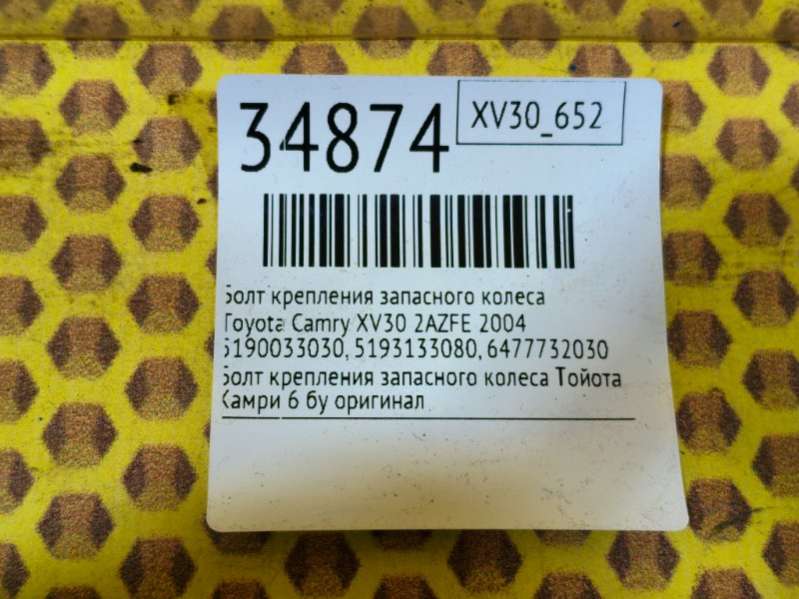 34874
XV30_652
Болт крепления запасного колеса
Toyota Camry XV30 2AZFE 2004
5190033030, 5193133080, 6477732030
Болт крепления запасного колеса Тойота
Камри 6 бу оригинал